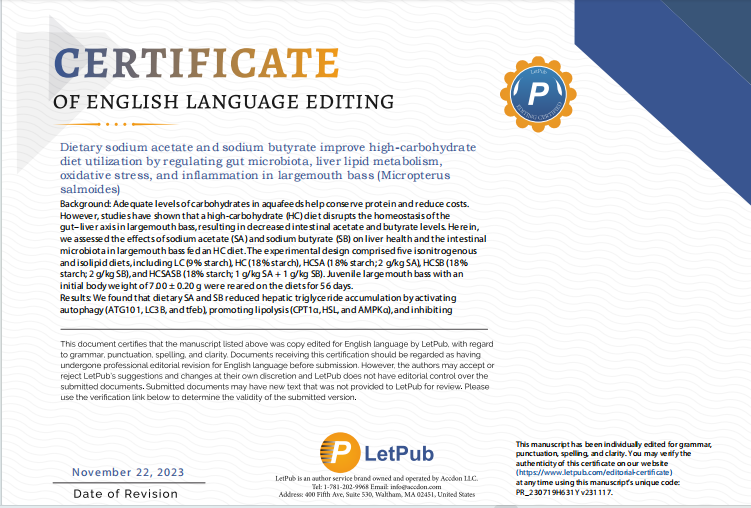 CERTIFICATE
OF ENGLISH LANGUAGE EDITING
LetPub
P
EDITING CERTIFIED
Dietary sodium acetate and sodium butyrate improve high-carbohydrate
diet utilization by regulating gut microbiota, liver lipid metabolism,
oxidative stress, and inflammation in largemouth bass (Micropterus
salmoides)
Background: Adequate levels of carbohydrates in aquafeeds help conserve protein and reduce costs.
However, studies have shown that a high-carbohydrate (HC) diet disrupts the homeostasis of the
gut–liver axis in largemouth bass, resulting in decreased intestinal acetate and butyrate levels. Herein,
we assessed the effects of sodium acetate (SA) and sodium butyrate (SB) on liver health and the intestinal
microbiota in largemouth bass fed an HC diet. The experimental design comprised five isonitrogenous
and isolipid diets, including LC (9% starch), HC (18% starch), HCSA (18% starch; 2 g/kg SA), HCSB (18%
starch; 2 g/kg SB), and HCSASB (18% starch; 1 g/kg SA + 1 g/kg SB). Juvenile largemouth bass with an
initial body weight of 7.00 ± 0.20 g were reared on the diets for 56 days.
Results: We found that dietary SA and SB reduced hepatic triglyceride accumulation by activating
autophagy (ATG101, LC3B, and tfeb), promoting lipolysis (CPT1α, HSL, and AMPKα), and inhibiting
This document certifies that the manuscript listed above was copy edited for English language by LetPub, with regard
to grammar, punctuation, spelling, and clarity. Documents receiving this certification should be regarded as having
undergone professional editorial revision for English language before submission. However, the authors may accept or
reject LetPub's suggestions and changes at their own discretion and LetPub does not have editorial control over the
submitted documents. Submitted documents may have new text that was not provided to LetPub for review. Please
use the verification link below to determine the validity of the submitted version.
November 22, 2023
Date of Revision
P LetPub
LetPub is an author service brand owned and operated by Accdon LLC.
Tel: 1-781-202-9968 Email: info@accdon.com
Address: 400 Fifth Ave, Suite 530, Waltham, MA 02451, United States
This manuscript has been individually edited for grammar,
punctuation, spelling, and clarity. You may verify the
authenticity of this certificate on our website
(https://www.letpub.com/editorial-certificate)
at any time using this manuscript's unique code:
PR_230719H631Yv231117.